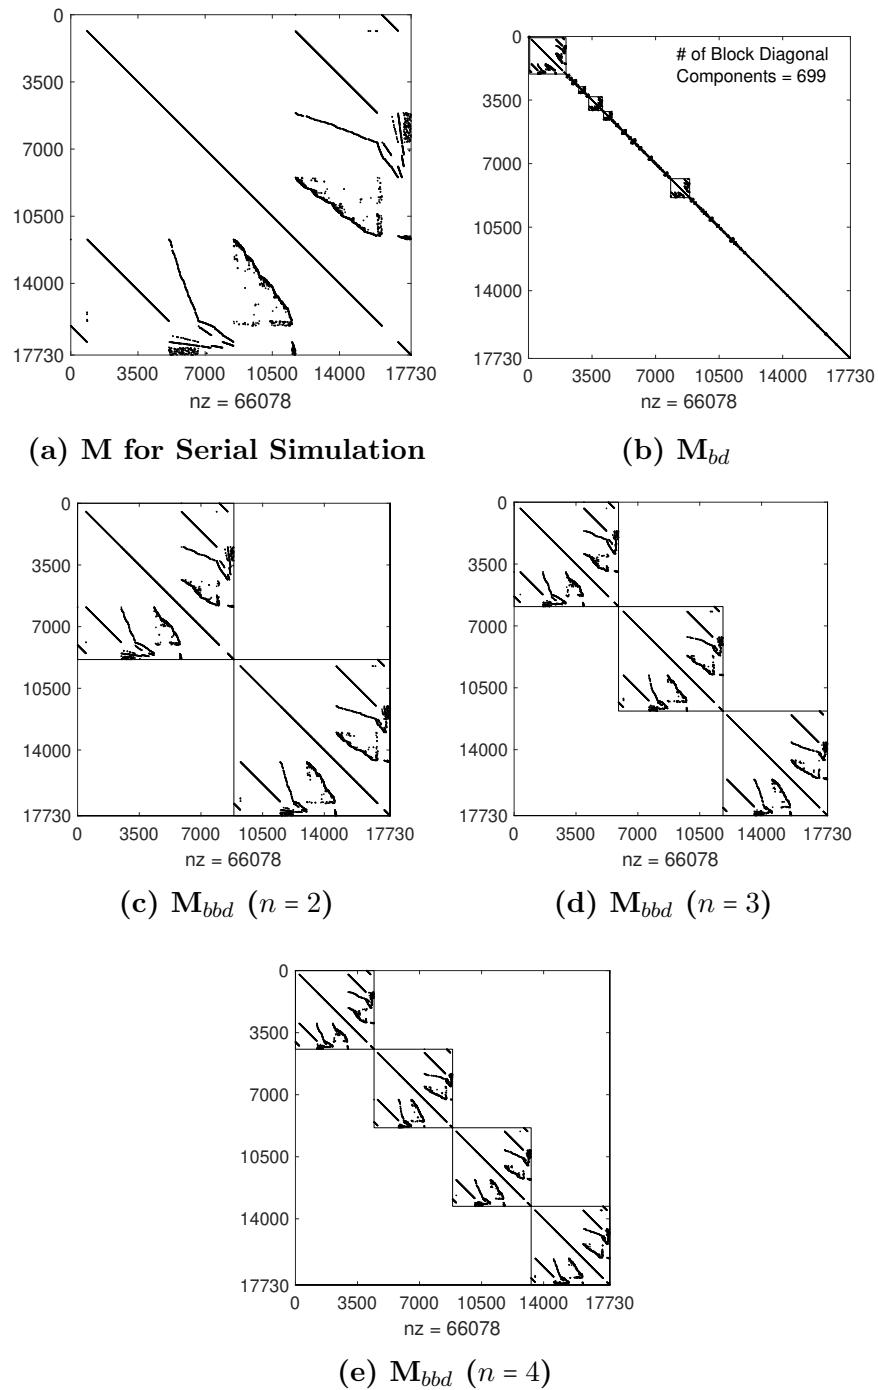 0
3500
7000
10500
14000
17730
0 3500 7000 10500 14000
nz = 66078
(a) M for Serial Simulation
0
# of Block Diagonal
Components = 699
3500
7000
10500
14000
17730
0 3500 7000 10500 14000 17730
nz = 66078
(b) M_bd
0
3500
7000
10500
14000
17730
0 3500 7000 10500 14000 17730
nz = 66078
(c) M_bbd (n = 2)
0
3500
7000
10500
14000
17730
0 3500 7000 10500 14000 17730
nz = 66078
(d) M_bbd (n = 3)
0
3500
7000
10500
14000
17730
0 3500 7000 10500 14000 17730
nz = 66078
(e) M_bbd (n = 4)